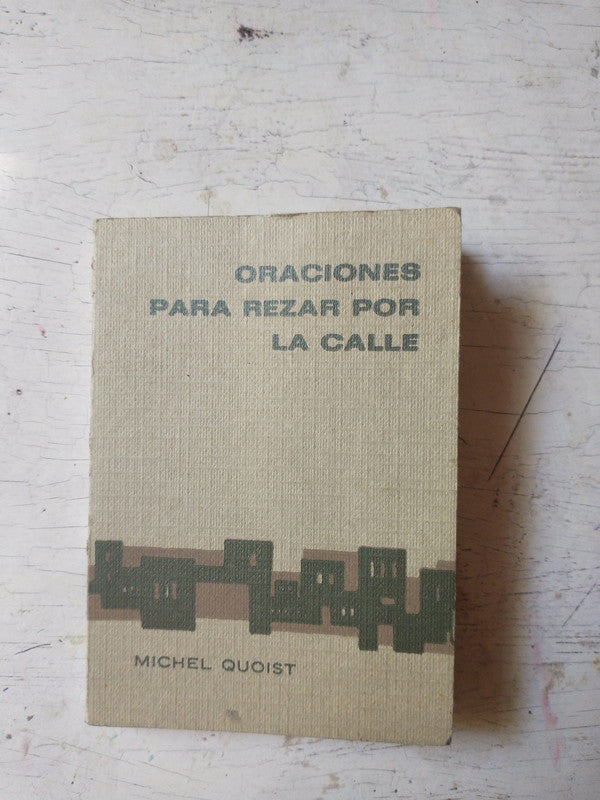 ORACIONES
PARA REZAR POR
LA CALLE
MICHEL QUOIST